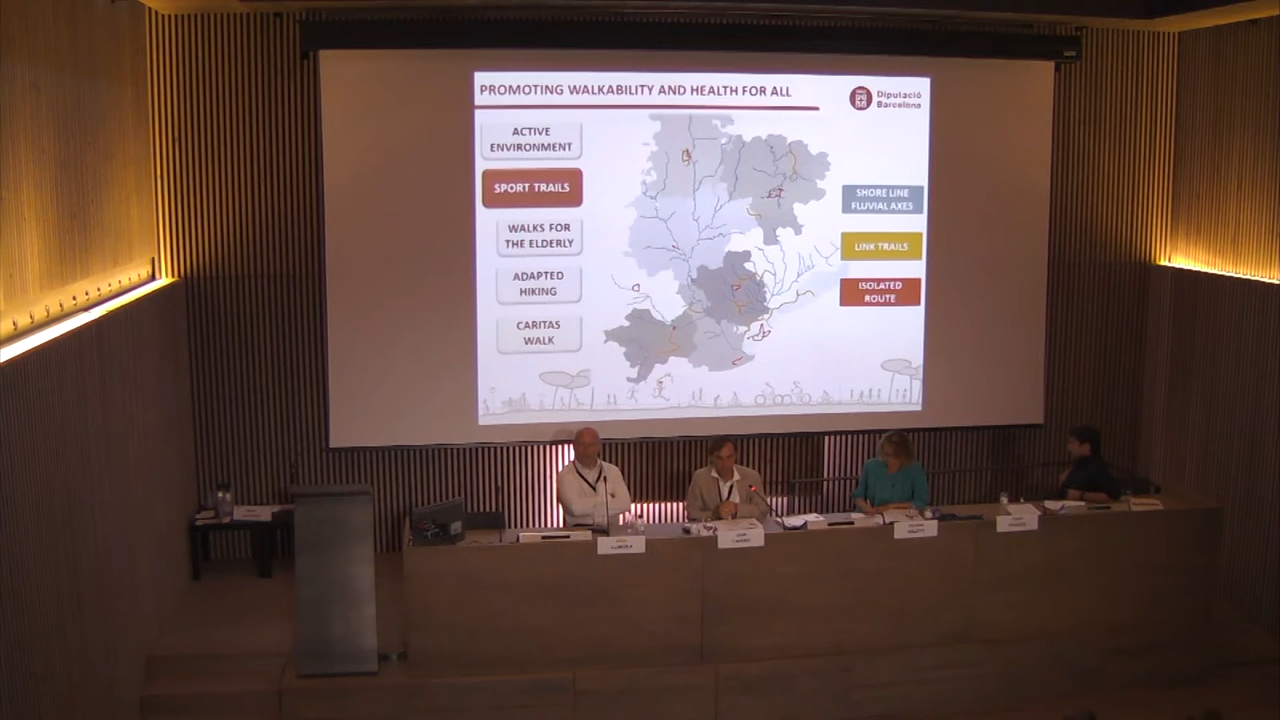 PROMOTING WALKABILITY AND HEALTH FOR ALL
Diputació
Barcelona
ACTIVE
ENVIRONMENT
SPORT TRAILS
WALKS FOR
THE ELDERLY
ADAPTED
HIKING
CARITAS
WALK
SHORE LINE
FLUVIAL AXES
LINK TRAILS
ISOLATED
ROUTE